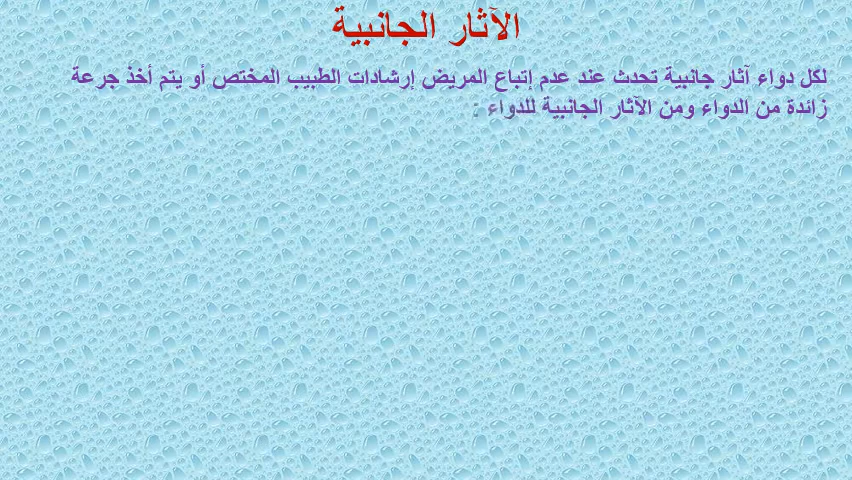 الآثار الجانبية
لكل دواء آثار جانبية تحدث عند عدم إتباع المريض إرشادات الطبيب المختص أو يتم أخذ جرعة
زائدة من الدواء ومن الآثار الجانبية للدواء :